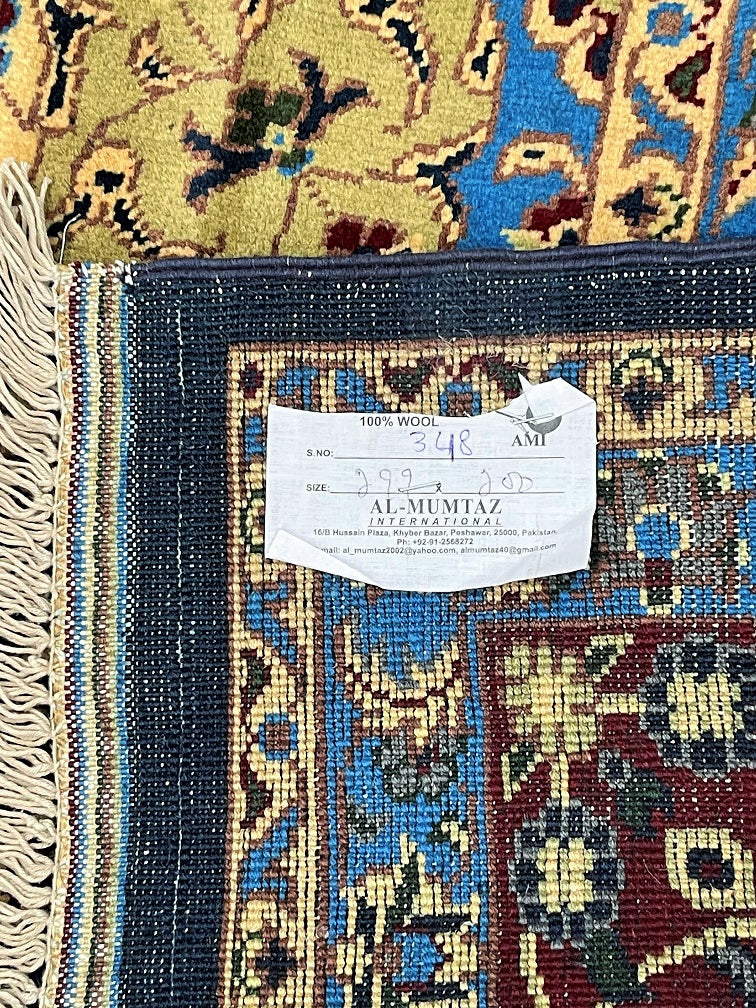 100% WOOL
S.NO: 348
AMI
SIZE: 299 x 200
AL-MUMTAZ
INTERNATIONAL
16/B Hussain Plaza, Khyber Bazar, Peshawar, 25000, Pakistan.
Ph: +92-91-2568272
email: al_mumtaz2002@yahoo.com, almumtaz40@gmail.com